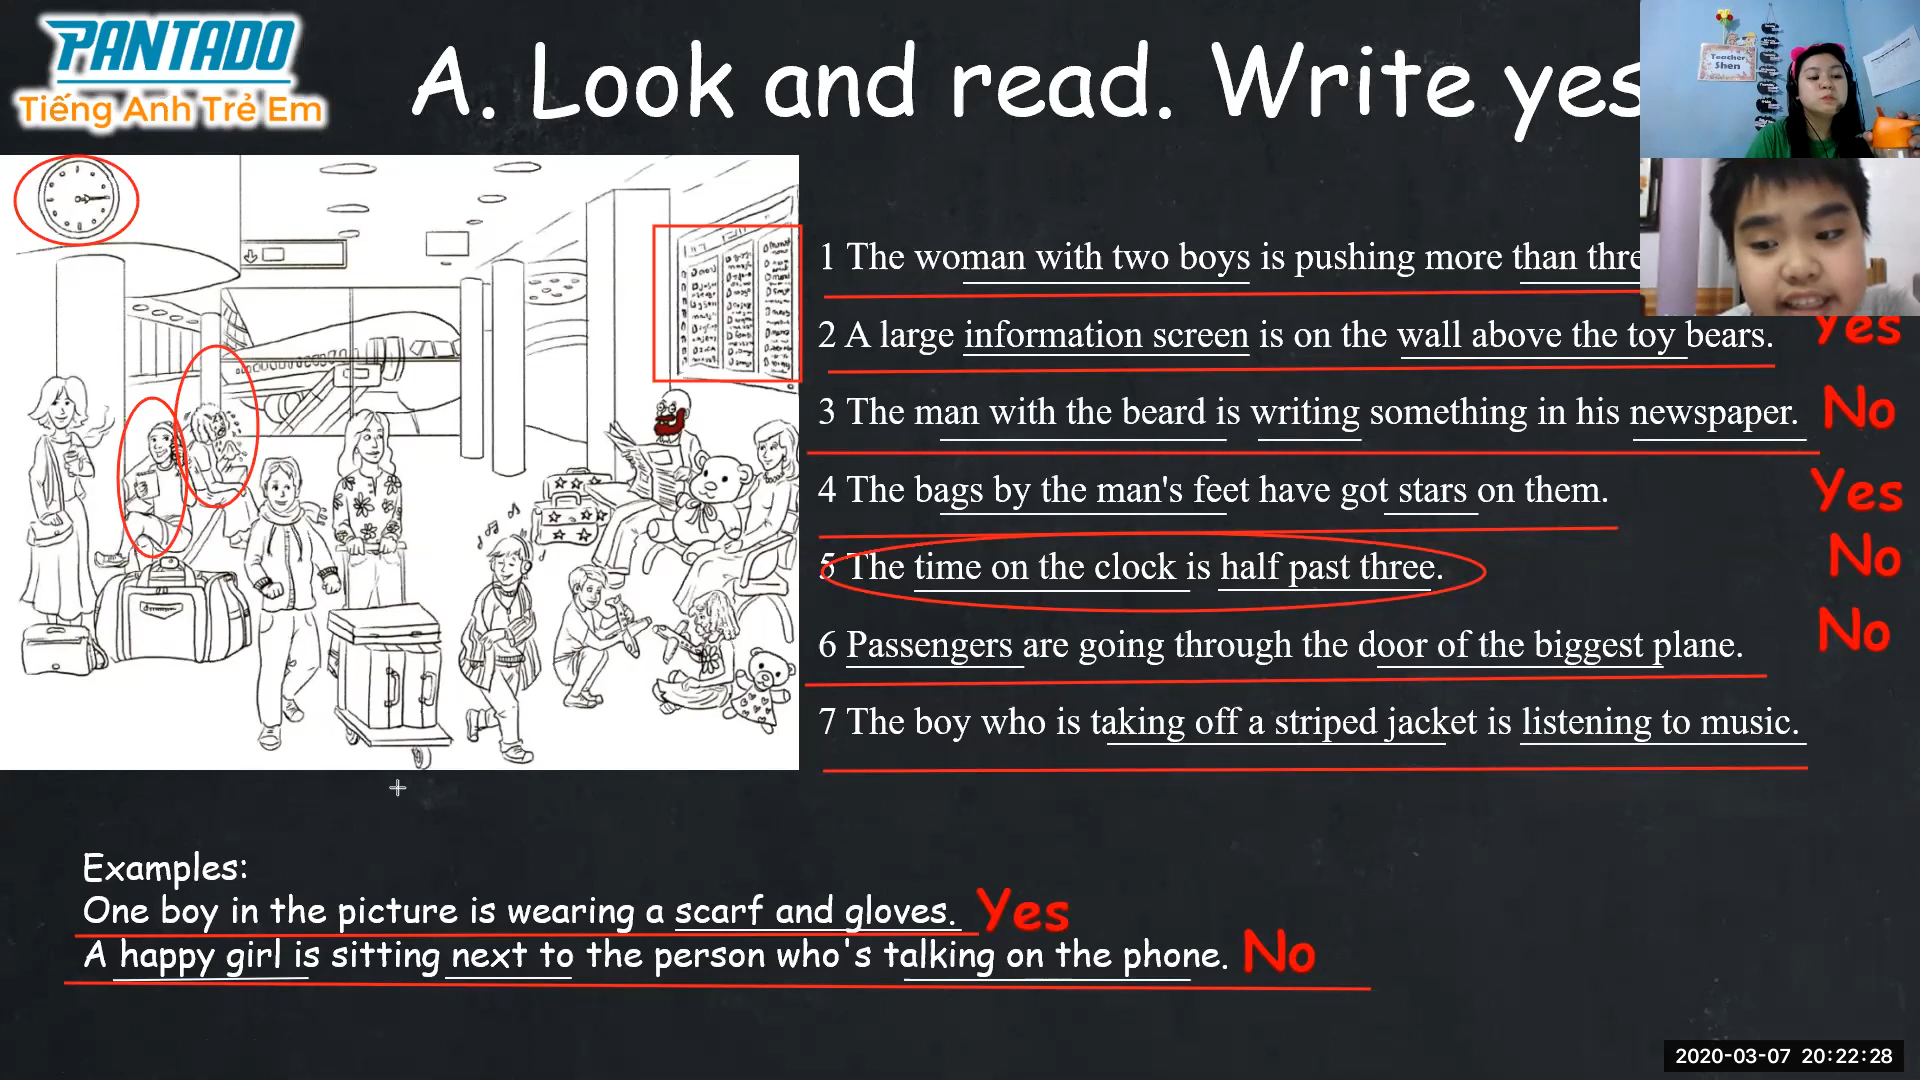 PANTADO
Tiếng Anh Trẻ Em
A. Look and read. Write yes
Teacher
Shen
1 The woman with two boys is pushing more than thre
2 A large information screen is on the wall above the toy bears. Yes
3 The man with the beard is writing something in his newspaper. No
4 The bags by the man's feet have got stars on them. Yes
5 The time on the clock is half past three. No
6 Passengers are going through the door of the biggest plane. No
7 The boy who is taking off a striped jacket is listening to music.
Examples:
One boy in the picture is wearing a scarf and gloves. Yes
A happy girl is sitting next to the person who's talking on the phone. No
2020-03-07 20:22:28